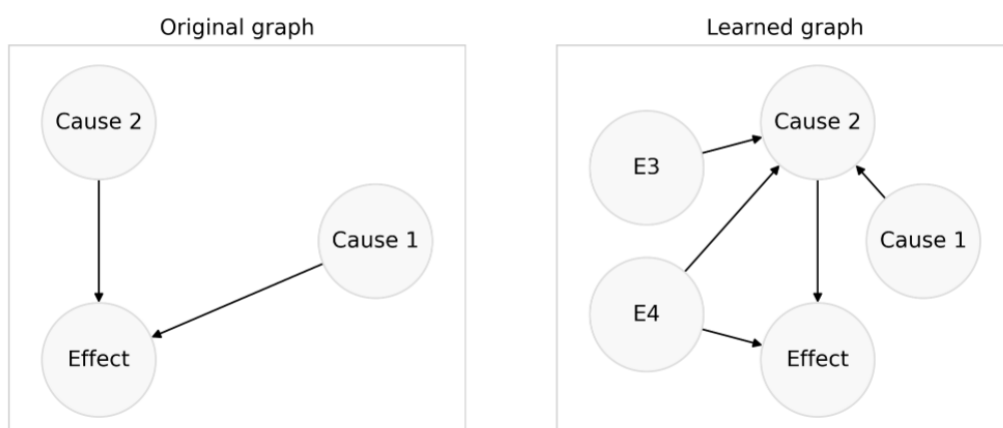 Original graph
Cause 2
Cause 1
Effect
Learned graph
Cause 2
E3
Cause 1
E4
Effect